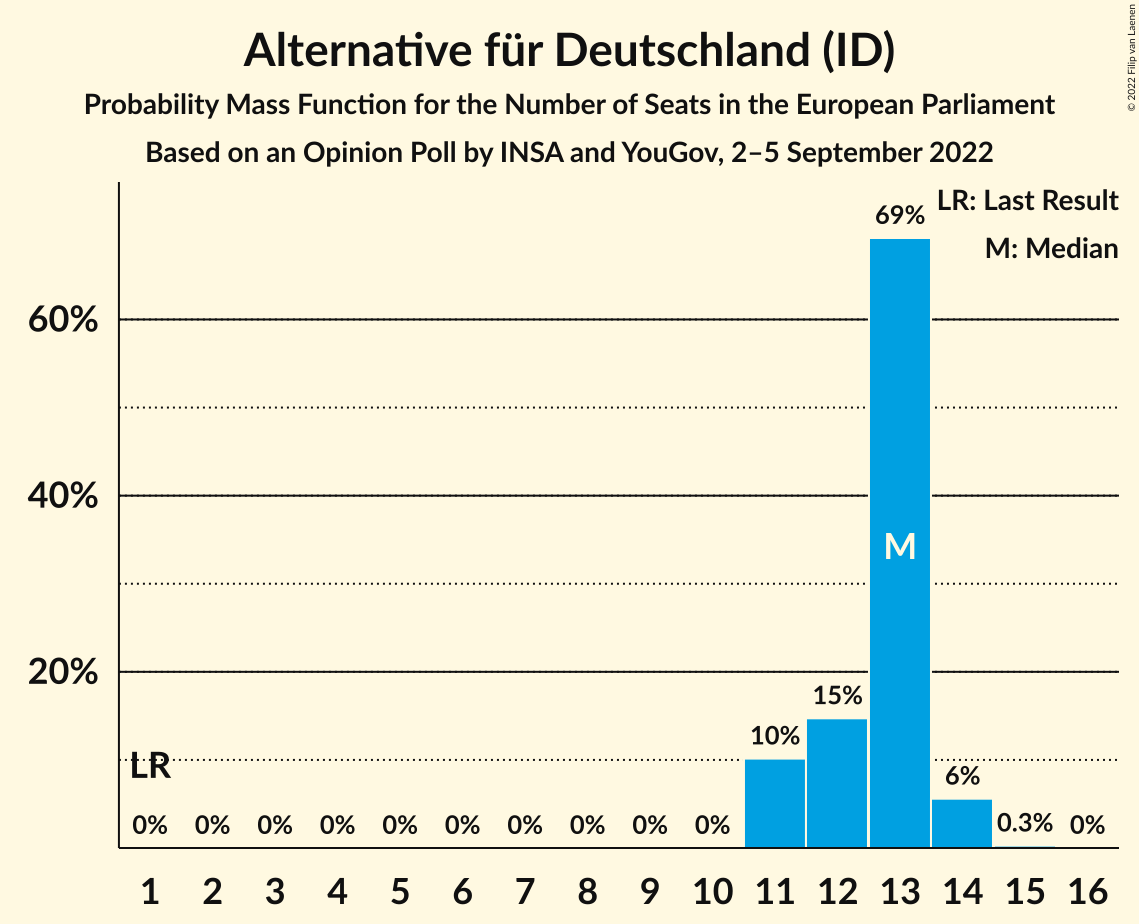 Alternative für Deutschland (ID)
Probability Mass Function for the Number of Seats in the European Parliament
Based on an Opinion Poll by INSA and YouGov, 2–5 September 2022
© 2022 Filip van Laenen
LR: Last Result
M: Median
60%
40%
20%
LR
M
0%
0%
0%
0%
0%
0%
0%
0%
0%
0%
10%
15%
69%
6%
0.3%
0%
1 2 3 4 5 6 7 8 9 10 11 12 13 14 15 16